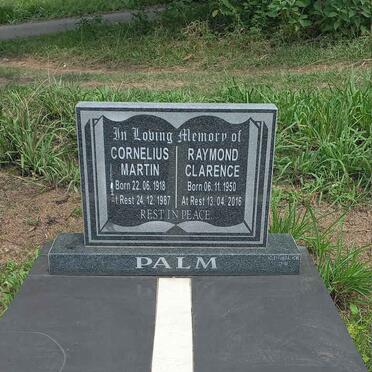 In Loving Memory of
CORNELIUS
MARTIN
Born 22. 06. 1918
At Rest 24. 12. 1987
RAYMOND
CLARENCE
Born 06. 11. 1950
At Rest 13. 04. 2016
REST IN PEACE
PALM